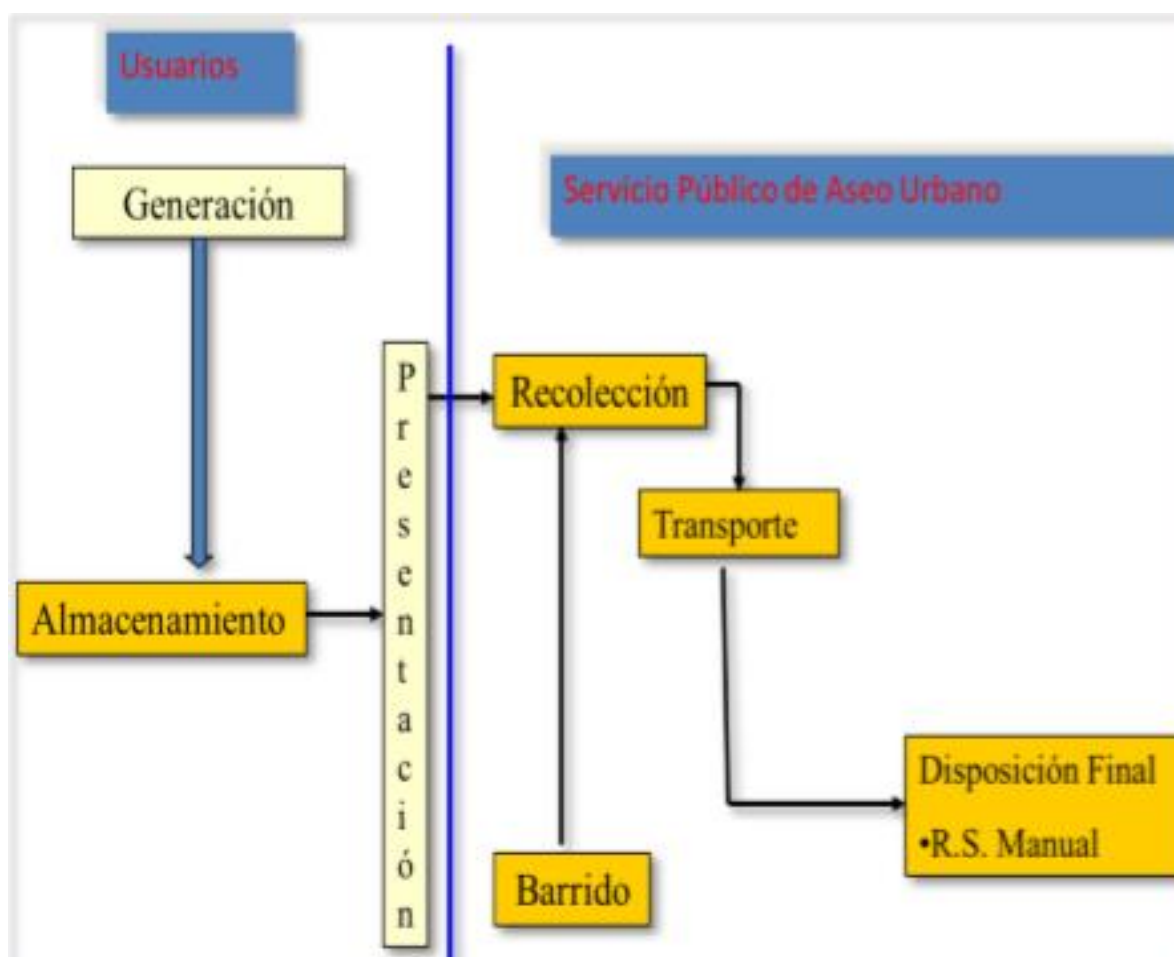 Usuarios
Servicio Público de Aseo Urbano
Generación
Presentación
Recolección
Transporte
Almacenamiento
Disposición Final
•R.S. Manual
Barrido